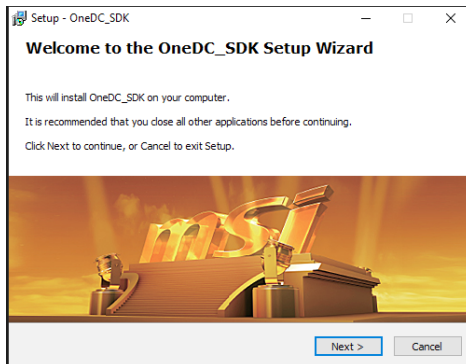 Setup - OneDC_SDK
Welcome to the OneDC_SDK Setup Wizard
This will install OneDC_SDK on your computer.
It is recommended that you close all other applications before continuing.
Click Next to continue, or Cancel to exit Setup.
msi
Next >
Cancel